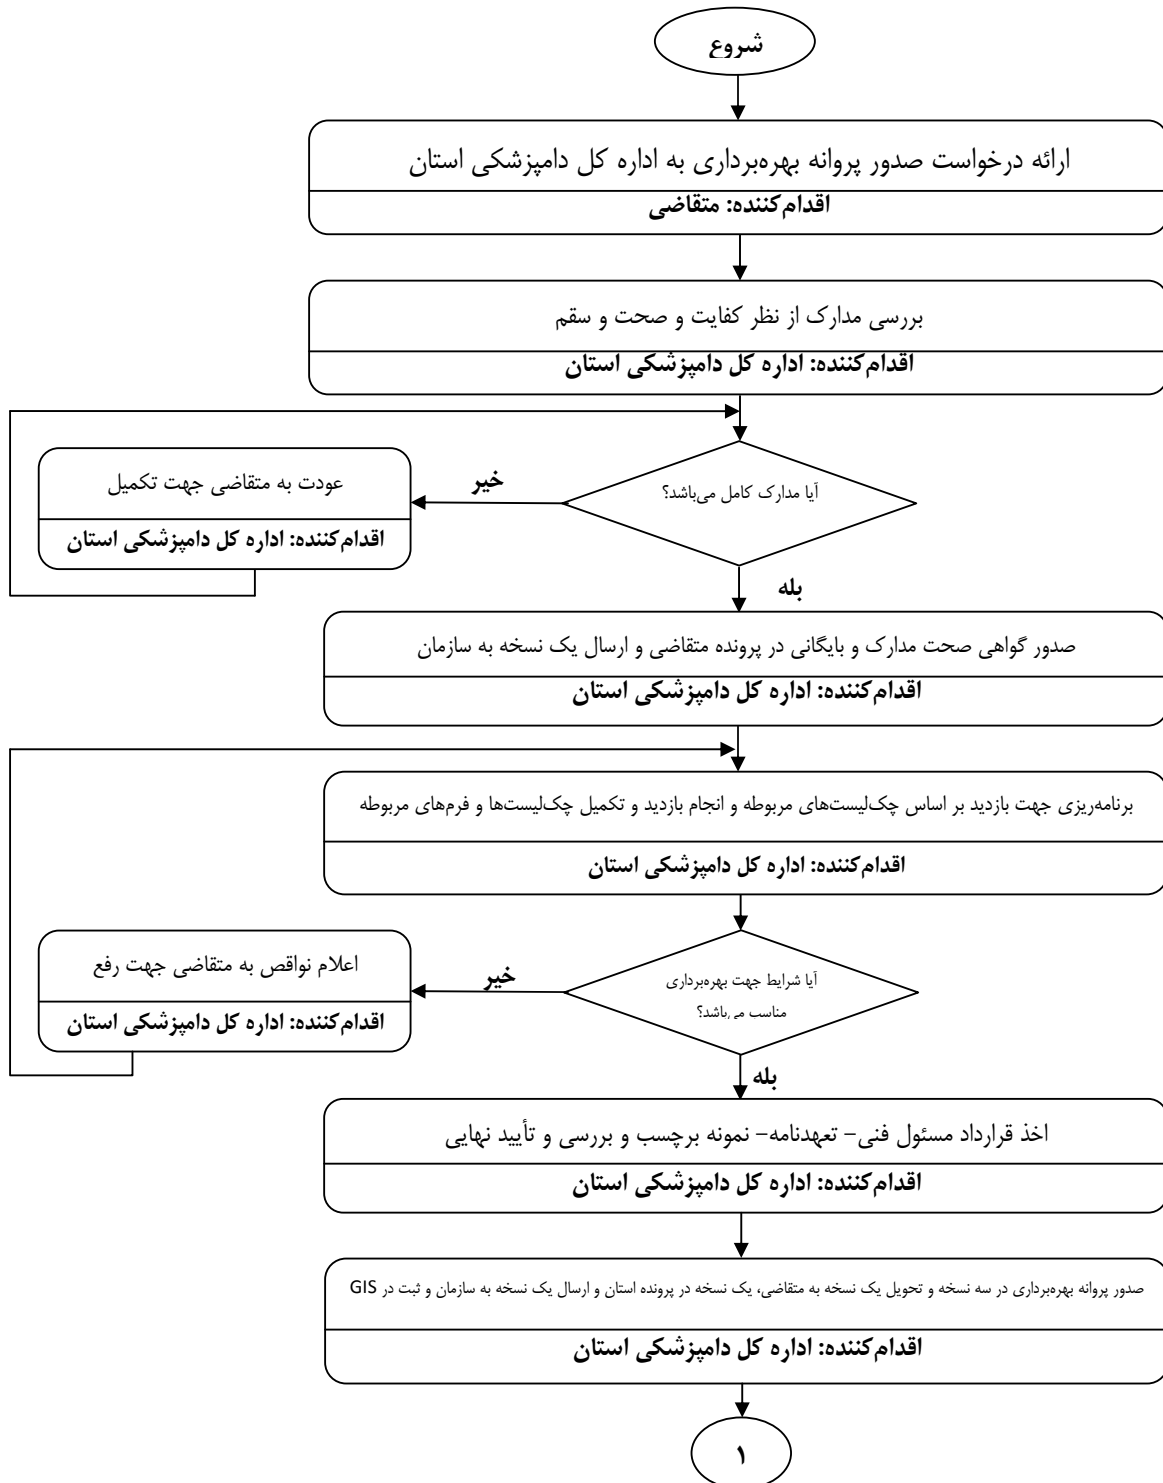 شروع
ارائه درخواست صدور پروانه بهره‌برداری به اداره کل دامپزشکی استان
اقدام‌کننده: متقاضی
بررسی مدارک از نظر کفایت و صحت و سقم
اقدام‌کننده: اداره کل دامپزشکی استان
آیا مدارک کامل می‌باشد؟
خیر
عودت به متقاضی جهت تکمیل
اقدام‌کننده: اداره کل دامپزشکی استان
بله
صدور گواهی صحت مدارک و بایگانی در پرونده متقاضی و ارسال یک نسخه به سازمان
اقدام‌کننده: اداره کل دامپزشکی استان
برنامه‌ریزی جهت بازدید بر اساس چک‌لیست‌های مربوطه و انجام بازدید و تکمیل چک‌لیست‌ها و فرم‌های مربوطه
اقدام‌کننده: اداره کل دامپزشکی استان
آیا شرایط جهت بهره‌برداری
مناسب می‌باشد؟
خیر
اعلام نواقص به متقاضی جهت رفع
اقدام‌کننده: اداره کل دامپزشکی استان
بله
اخذ قرارداد مسئول فنی- تعهدنامه- نمونه برچسب و بررسی و تأیید نهایی
اقدام‌کننده: اداره کل دامپزشکی استان
صدور پروانه بهره‌برداری در سه نسخه و تحویل یک نسخه به متقاضی، یک نسخه در پرونده استان و ارسال یک نسخه به سازمان و ثبت در GIS
اقدام‌کننده: اداره کل دامپزشکی استان
۱